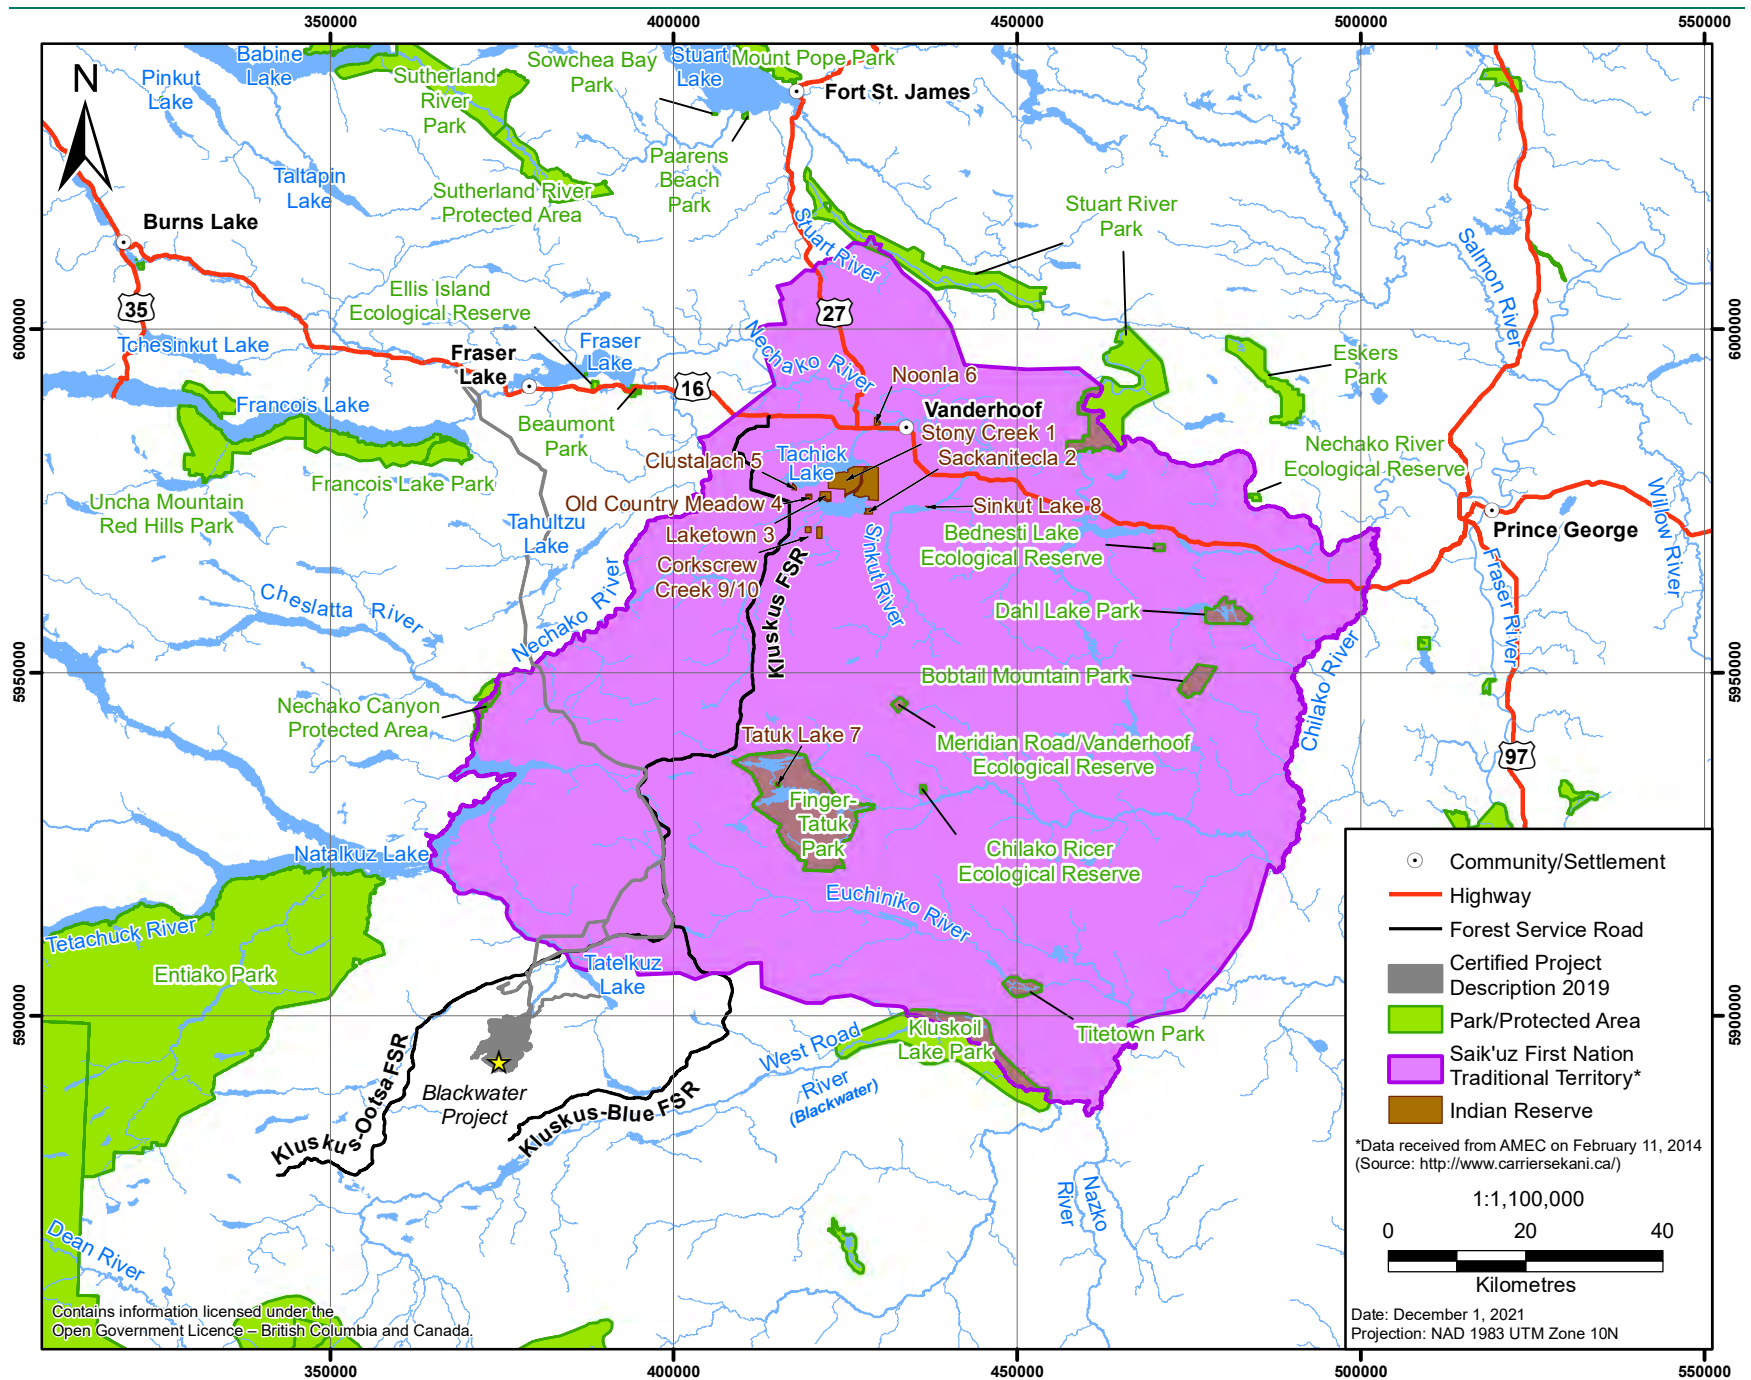 350000
400000
450000
500000
550000
N
Babine
Lake
Pinkut
Lake
Sutherland
River
Park
Sowchea Bay
Park
Stuart
Lake
Mount Pope Park
Fort St. James
Paarens
Beach
Park
Taltapin
Lake
Sutherland River
Protected Area
Burns Lake
Stuart River
Stuart River
Park
Salmon River
35
Ellis Island
Ecological Reserve
27
6000000
6000000
Tchesinkut Lake
Fraser
Lake
Fraser
Lake
Nechako River
Eskers
Park
16
Noonla 6
Francois Lake
Vanderhoof
Beaumont
Park
Stony Creek 1
Tachick
Lake
Clustalach 5
Sackanitecla 2
Nechako River
Ecological Reserve
Francois Lake Park
Uncha Mountain
Red Hills Park
Old Country Meadow 4
Sinkut Lake 8
Willow River
Tahultzu
Lake
Laketown 3
Bednesti Lake
Ecological Reserve
Prince George
Corkscrew
Creek 9/10
Kluskus FSR
Sinkut River
Fraser River
Cheslatta River
Nechako River
Dahl Lake Park
Chilako River
5950000
5950000
Bobtail Mountain Park
Nechako Canyon
Protected Area
Tatuk Lake 7
Meridian Road/Vanderhoof
Ecological Reserve
97
Finger-
Tatuk
Park
Natalkuz Lake
Chilako Ricer
Ecological Reserve
Euchiniko River
Tetachuck River
Entiako Park
Tatelkuz
Lake
5900000
5900000
Kluskoil
Lake Park
Titetown Park
West Road
River
(Blackwater)
Kluskus-Ootsa FSR
Blackwater
Project
Kluskus-Blue FSR
Nazko
River
Dean River
Community/Settlement
Highway
Forest Service Road
Certified Project
Description 2019
Park/Protected Area
Saik'uz First Nation
Traditional Territory*
Indian Reserve
*Data received from AMEC on February 11, 2014
(Source: http://www.carriersekani.ca/)
1:1,100,000
0 20 40
Kilometres
Date: December 1, 2021
Projection: NAD 1983 UTM Zone 10N
Contains information licensed under the
Open Government Licence – British Columbia and Canada.
350000
400000
450000
500000
550000